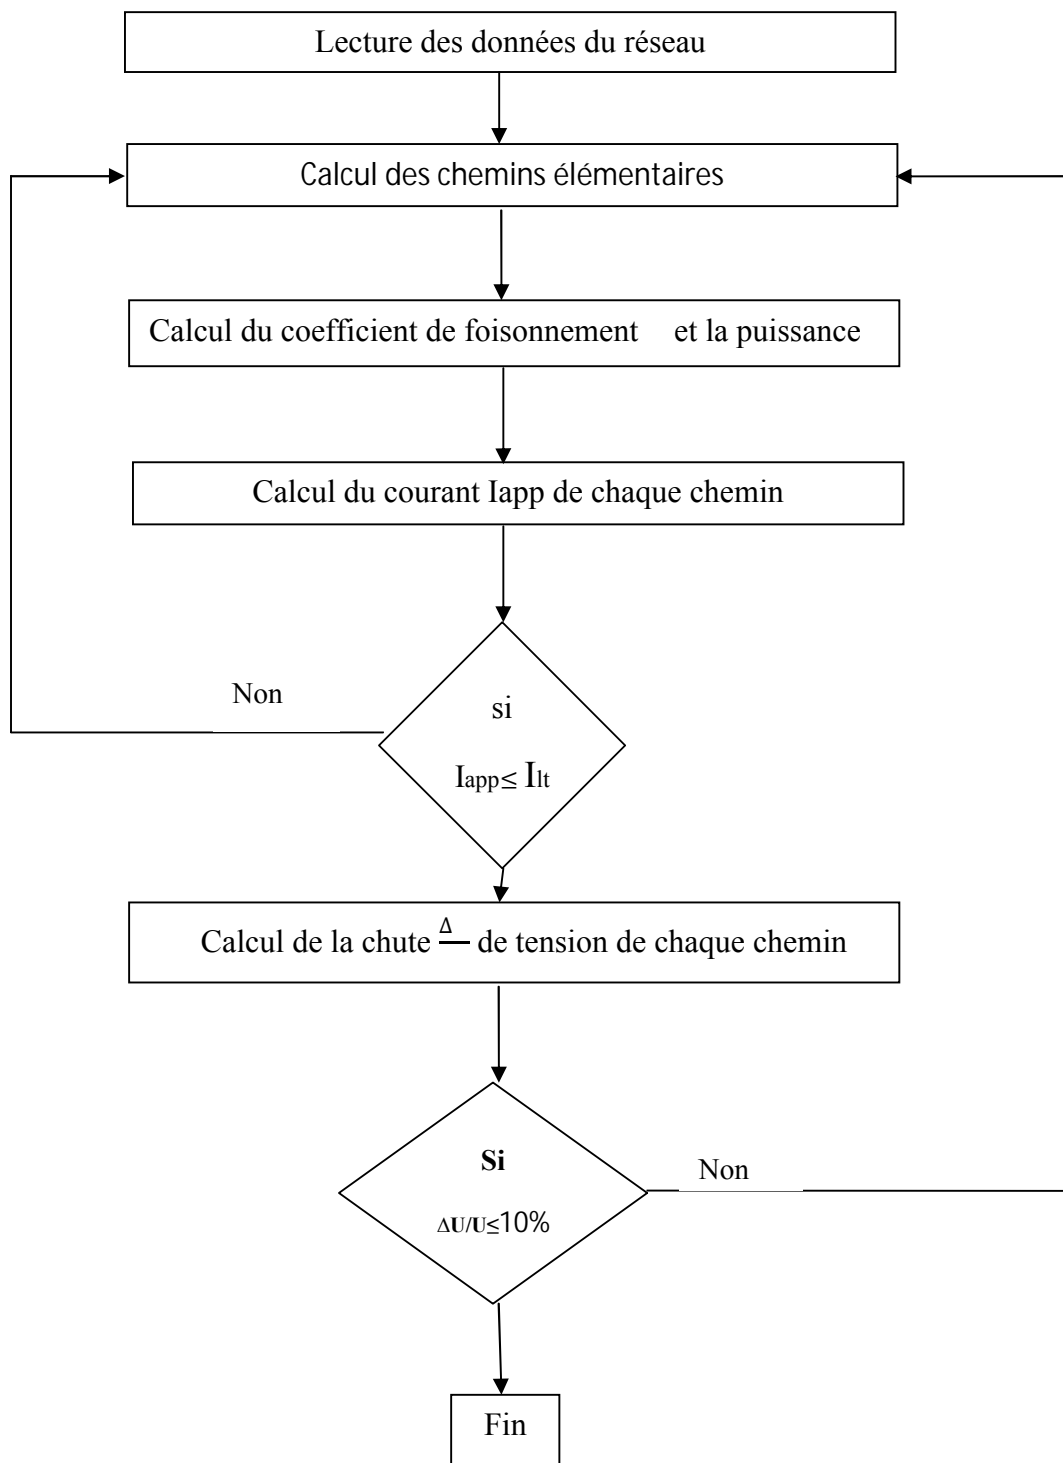 Lecture des données du réseau
Calcul des chemins élémentaires
Calcul du coefficient de foisonnement et la puissance
Calcul du courant Iapp de chaque chemin
Non
si
Iapp≤ Ilt
Calcul de la chute Δ de tension de chaque chemin
Si
Non
ΔU/U≤10%
Fin